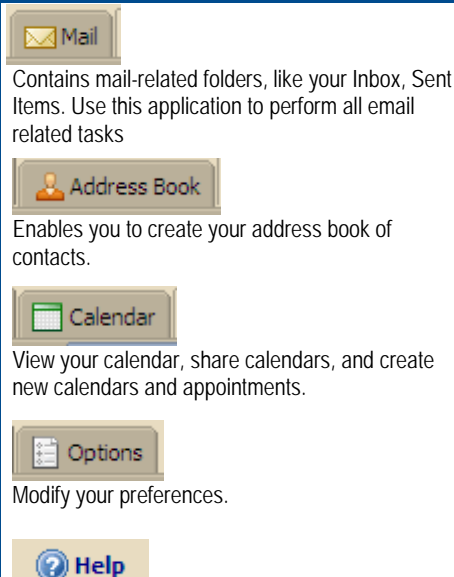 Mail
Contains mail-related folders, like your Inbox, Sent
Items. Use this application to perform all email
related tasks
Address Book
Enables you to create your address book of
contacts.
Calendar
View your calendar, share calendars, and create
new calendars and appointments.
Options
Modify your preferences.
Help